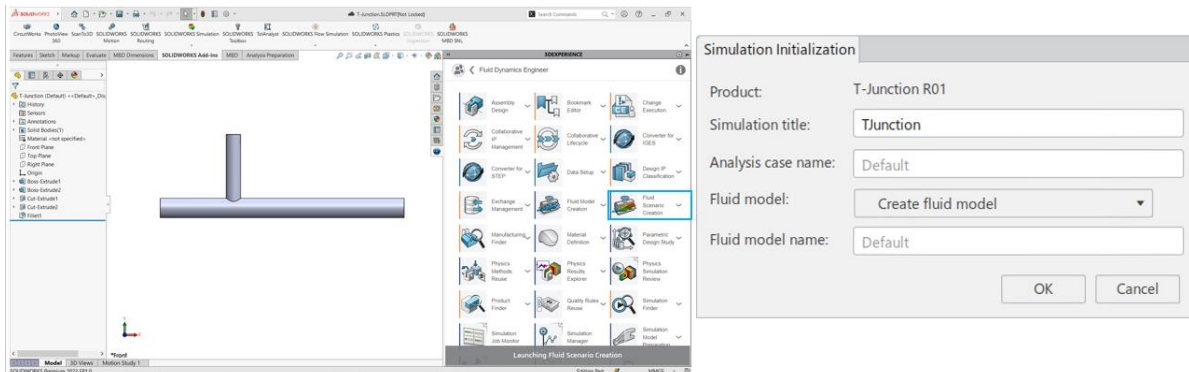 SOLIDWORKS
T-Junction.SLDPRT[Not Locked]
Search Commands
CircuitWorks
PhotoView 360
ScanTo3D
SOLIDWORKS Motion
SOLIDWORKS Routing
SOLIDWORKS Simulation
SOLIDWORKS Toolbox
TolAnalyst
SOLIDWORKS Flow Simulation
SOLIDWORKS Plastics
SOLIDWORKS Inspection
SOLIDWORKS MBD SNL
Features
Sketch
Markup
Evaluate
MBD Dimensions
SOLIDWORKS Add-Ins
MBD
Analysis Preparation
T-Junction (Default) <<Default>_Dis
History
Sensors
Annotations
Solid Bodies(1)
Material <not specified>
Front Plane
Top Plane
Right Plane
Origin
Boss-Extrude1
Boss-Extrude2
Cut-Extrude1
Cut-Extrude2
Fillet1
*Front
Model
3D Views
Motion Study 1
SOLIDWORKS Premium 2023 SP1.0
Editing Part
MMGS
3DEXPERIENCE
Fluid Dynamics Engineer
Assembly Design
Bookmark Editor
Change Execution
Collaborative IP Management
Collaborative Lifecycle
Converter for IGES
Converter for STEP
Data Setup
Design IP Classification
Exchange Management
Fluid Model Creation
Fluid Scenario Creation
Manufacturing Finder
Material Definition
Parametric Design Study
Physics Methods Reuse
Physics Results Explorer
Physics Simulation Review
Product Finder
Quality Rules Reuse
Simulation Finder
Simulation Job Monitor
Simulation Manager
Simulation Model Preparation
Launching Fluid Scenario Creation
Simulation Initialization
Product: T-Junction R01
Simulation title: TJunction
Analysis case name: Default
Fluid model: Create fluid model
Fluid model name: Default
OK Cancel